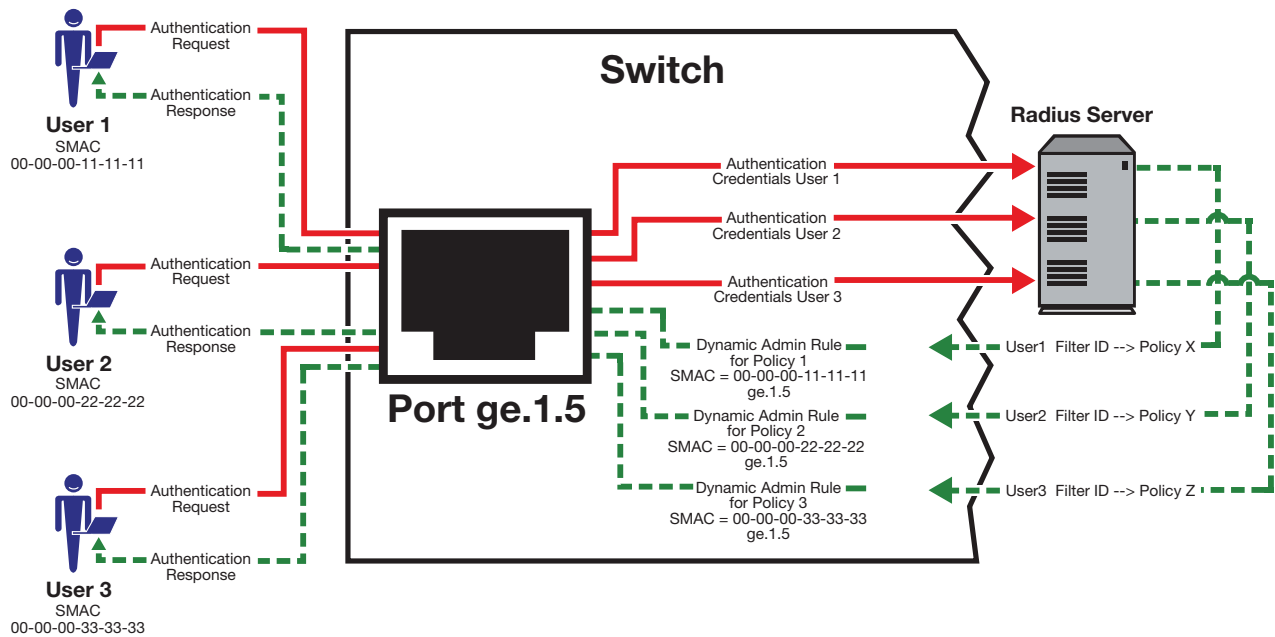 Authentication
Request
Switch
Authentication
Response
Radius Server
User 1
SMAC
00-00-00-11-11-11
Authentication
Credentials User 1
Authentication
Credentials User 2
Authentication
Request
Authentication
Credentials User 3
Authentication
Response
User 2
SMAC
00-00-00-22-22-22
Dynamic Admin Rule
for Policy 1
SMAC = 00-00-00-11-11-11
ge.1.5
User1 Filter ID --> Policy X
Port ge.1.5
Dynamic Admin Rule
for Policy 2
SMAC = 00-00-00-22-22-22
ge.1.5
User2 Filter ID --> Policy Y
Authentication
Request
Dynamic Admin Rule
for Policy 3
SMAC = 00-00-00-33-33-33
ge.1.5
User3 Filter ID --> Policy Z
Authentication
Response
User 3
SMAC
00-00-00-33-33-33